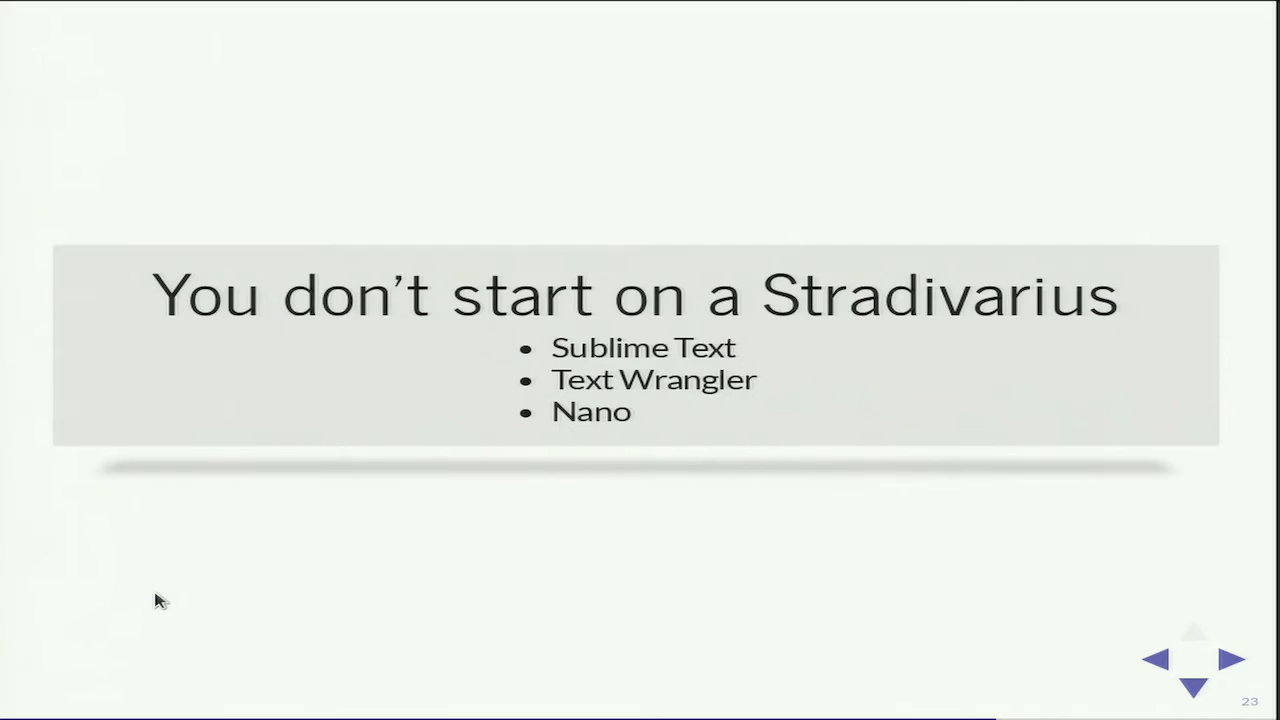 You don’t start on a Stradivarius
• Sublime Text
• Text Wrangler
• Nano
23